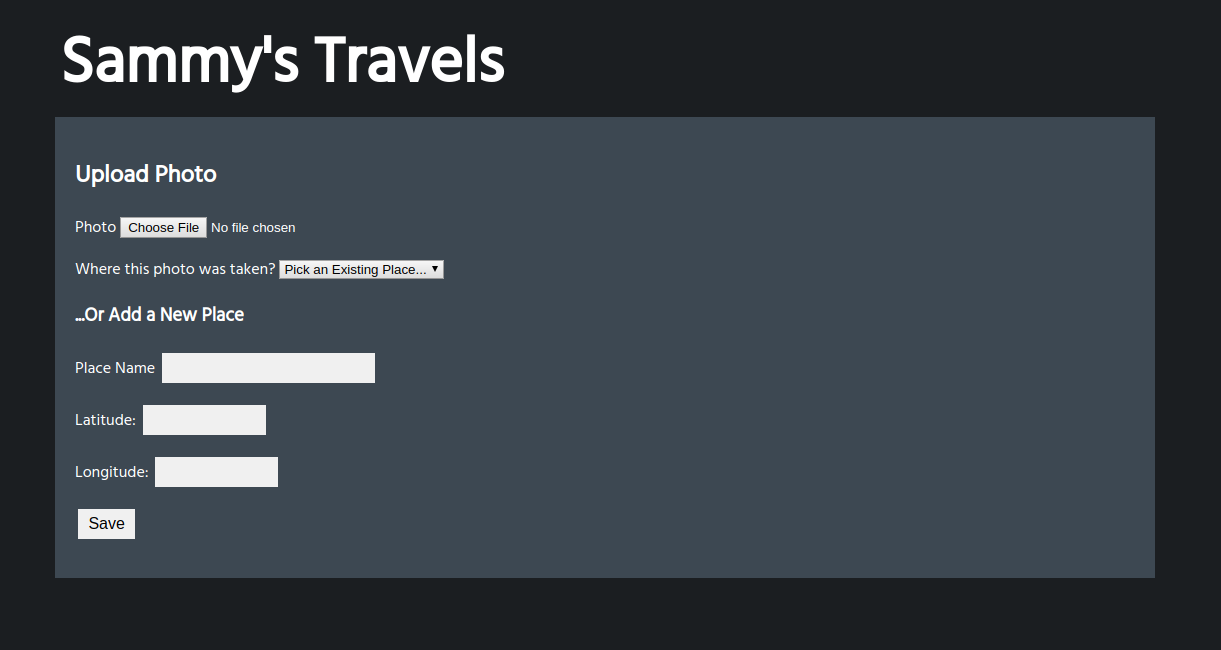 Sammy's Travels
Upload Photo
Photo Choose File No file chosen
Where this photo was taken? Pick an Existing Place...
...Or Add a New Place
Place Name
Latitude:
Longitude:
Save